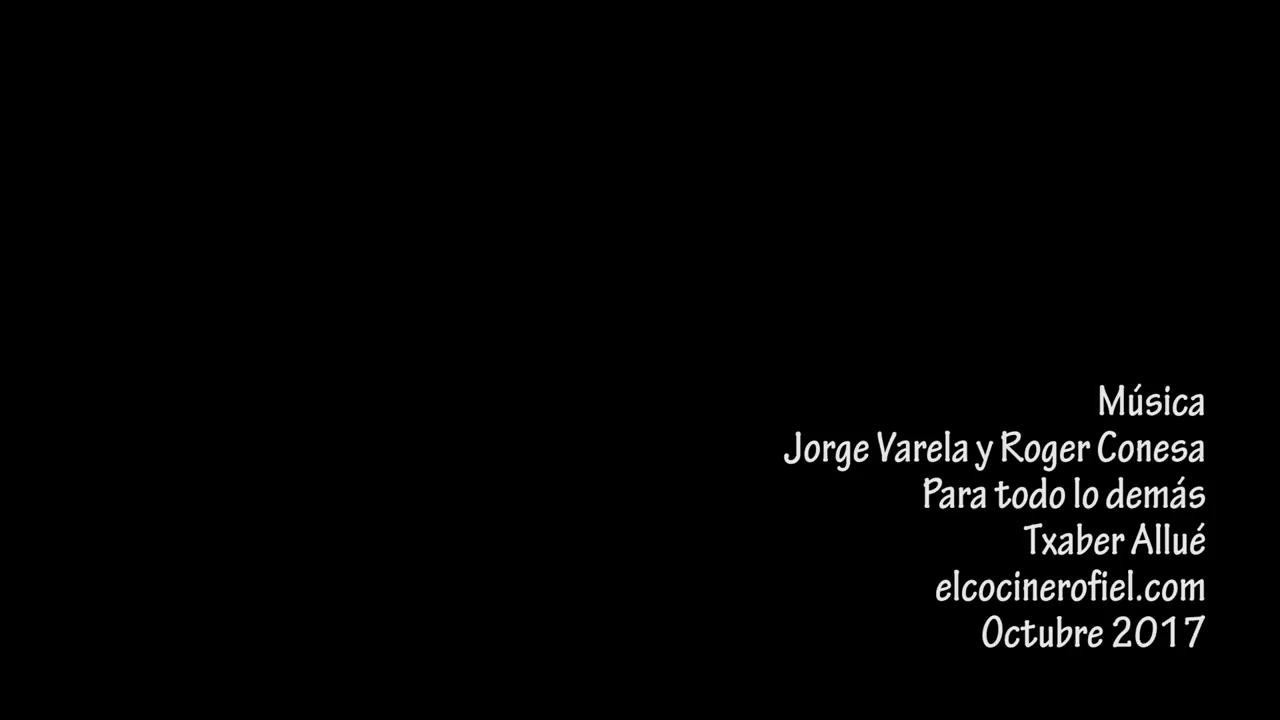 Música
Jorge Varela y Roger Conesa
Para todo lo demás
Txaber Allué
elcocinerofiel.com
Octubre 2017